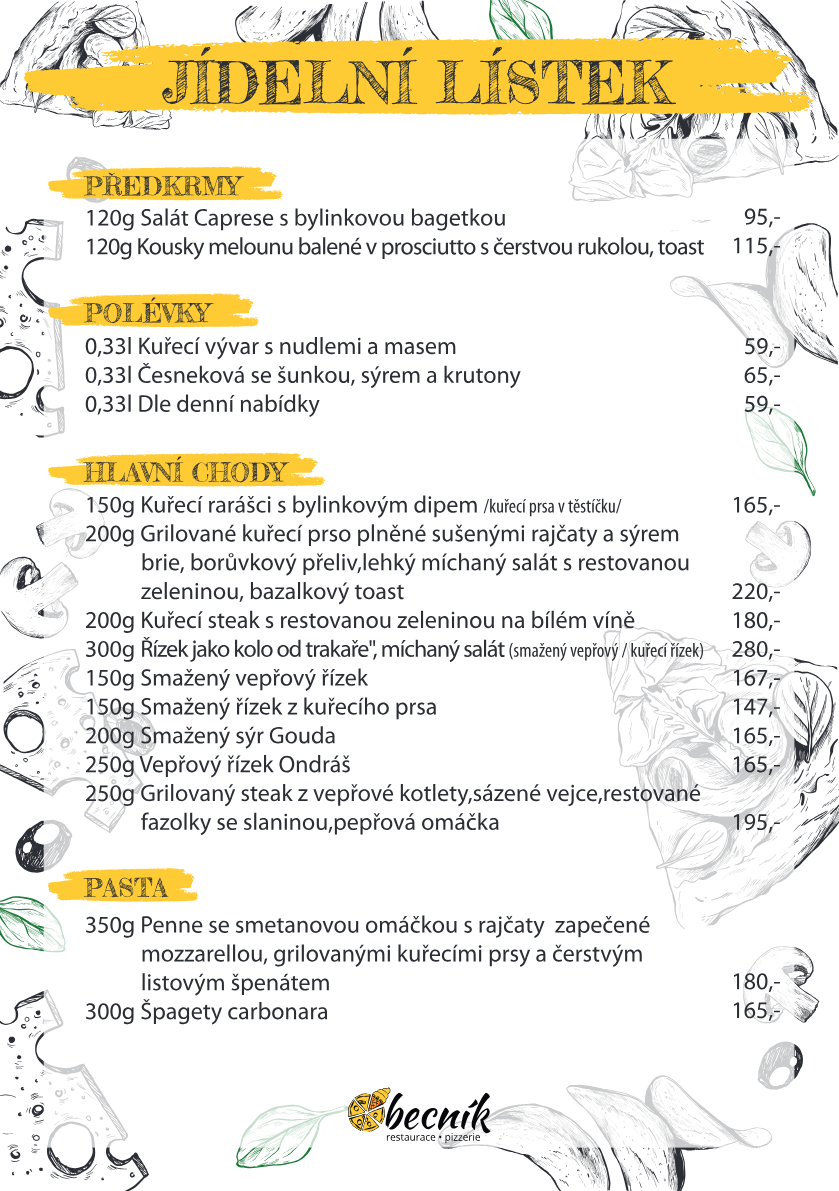 JÍDELNÍ LÍSTEK
PŘEDKRMY
120g Salát Caprese s bylinkovou bagetkou 95,-
120g Kousky melounu balené v prosciutto s čerstvou rukolou, toast 115,-
POLÉVKY
0,33l Kuřecí vývar s nudlemi a masem 59,-
0,33l Česneková se šunkou, sýrem a krutony 65,-
0,33l Dle denní nabídky 59,-
HLAVNÍ CHODY
150g Kuřecí rarášci s bylinkovým dipem /kuřecí prsa v těstíčku/ 165,-
200g Grilované kuřecí prso plněné sušenými rajčaty a sýrem
brie, borůvkový přeliv,lehký míchaný salát s restovanou
zeleninou, bazalkový toast 220,-
200g Kuřecí steak s restovanou zeleninou na bílém víně 180,-
300g Řízek jako kolo od trakaře", míchaný salát (smažený vepřový / kuřecí řízek) 280,-
150g Smažený vepřový řízek 167,-
150g Smažený řízek z kuřecího prsa 147,-
200g Smažený sýr Gouda 165,-
250g Vepřový řízek Ondráš 165,-
250g Grilovaný steak z vepřové kotlety,sázené vejce,restované
fazolky se slaninou,pepřová omáčka 195,-
PASTA
350g Penne se smetanovou omáčkou s rajčaty zapečené
mozzarellou, grilovanými kuřecími prsy a čerstvým
listovým špenátem 180,-
300g Špagety carbonara 165,-
becník
restaurace • pizzerie